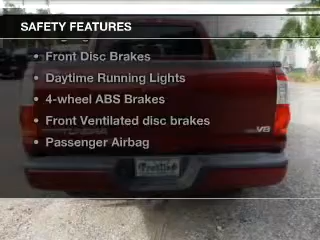 SAFETY FEATURES
• Front Disc Brakes
• Daytime Running Lights
• 4-wheel ABS Brakes
• Front Ventilated disc brakes
TUNDRA
V8
• Passenger Airbag